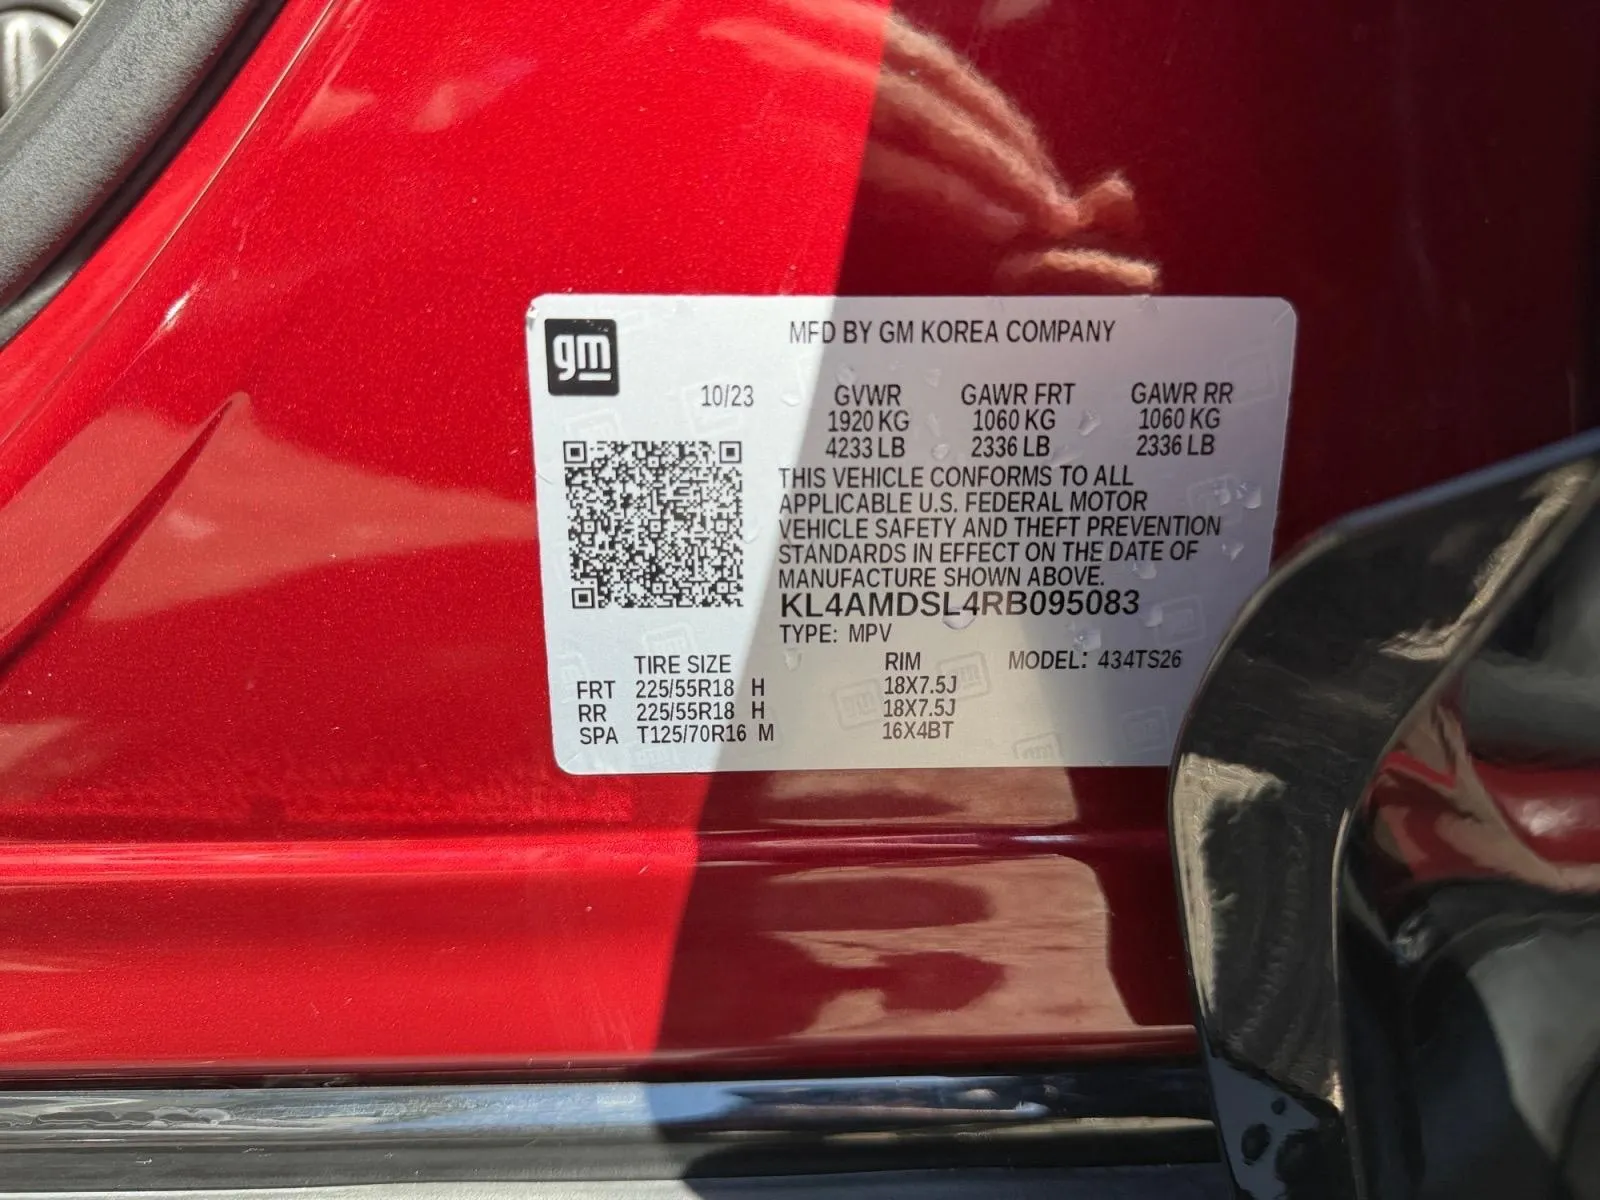 gm
MFD BY GM KOREA COMPANY
10/23 GVWR GAWR FRT GAWR RR
1920 KG 1060 KG 1060 KG
4233 LB 2336 LB 2336 LB
THIS VEHICLE CONFORMS TO ALL
APPLICABLE U.S. FEDERAL MOTOR
VEHICLE SAFETY AND THEFT PREVENTION
STANDARDS IN EFFECT ON THE DATE OF
MANUFACTURE SHOWN ABOVE.
KL4AMDSL4RB095083
TYPE: MPV
TIRE SIZE RIM MODEL: 434TS26
FRT 225/55R18 H 18X7.5J
RR 225/55R18 H 18X7.5J
SPA T125/70R16 M 16X4BT